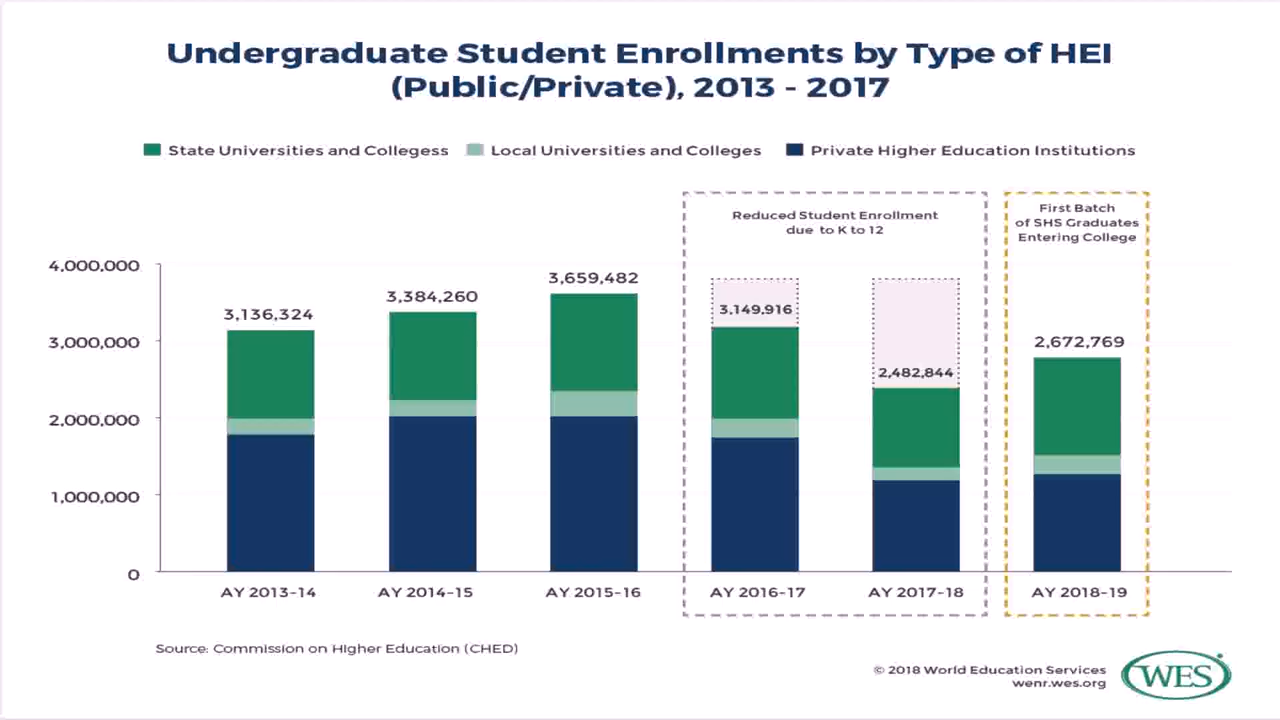 Undergraduate Student Enrollments by Type of HEI
(Public/Private), 2013 - 2017
State Universities and Collegess
Local Universities and Colleges
Private Higher Education Institutions
Reduced Student Enrollment
due to K to 12
First Batch
of SHS Graduates
Entering College
4,000,000
3,000,000
2,000,000
1,000,000
0
3,136,324
3,384,260
3,659,482
3,149,916
2,482,844
2,672,769
AY 2013-14
AY 2014-15
AY 2015-16
AY 2016-17
AY 2017-18
AY 2018-19
Source: Commission on Higher Education (CHED)
© 2018 World Education Services
wenr.wes.org
WES